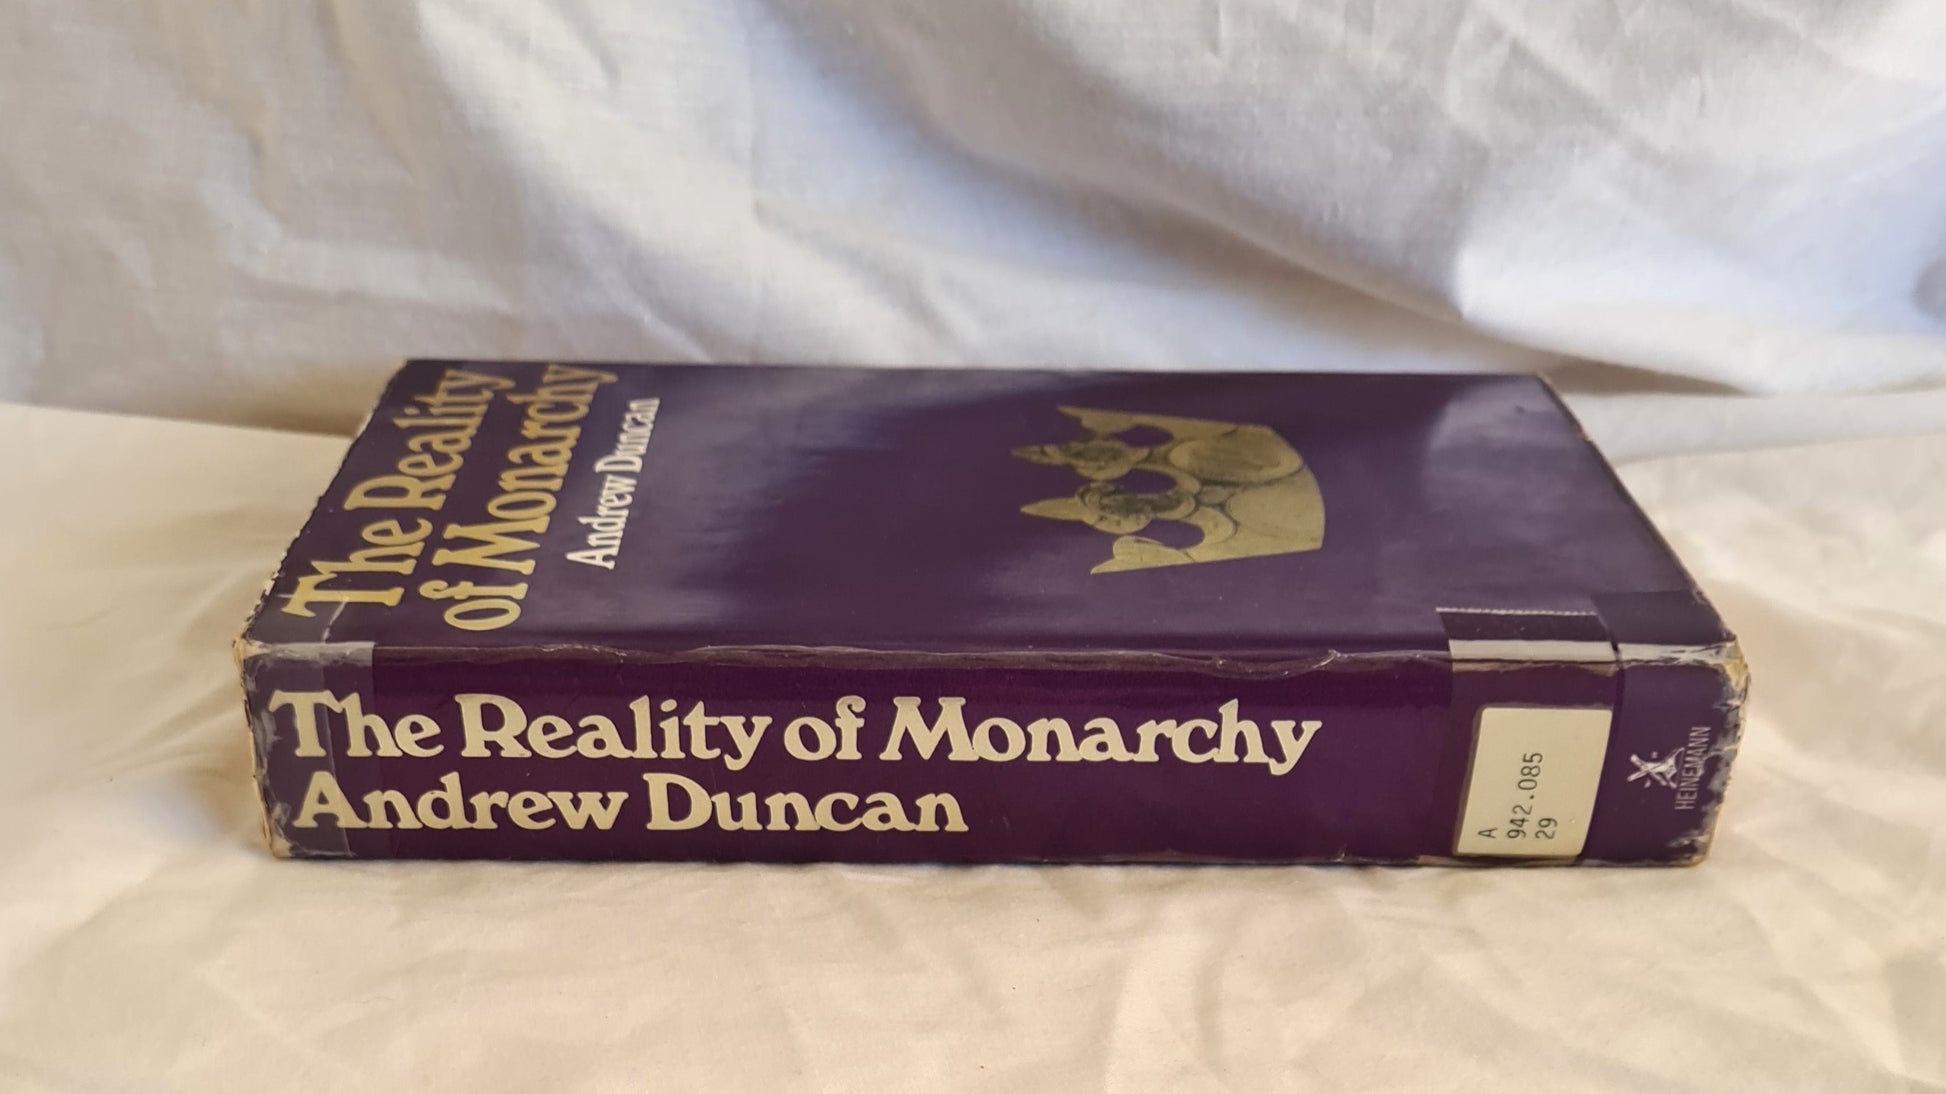 The Reality
of Monarchy
Andrew Duncan
The Reality of Monarchy
Andrew Duncan
A
942.085
29
HEINEMANN